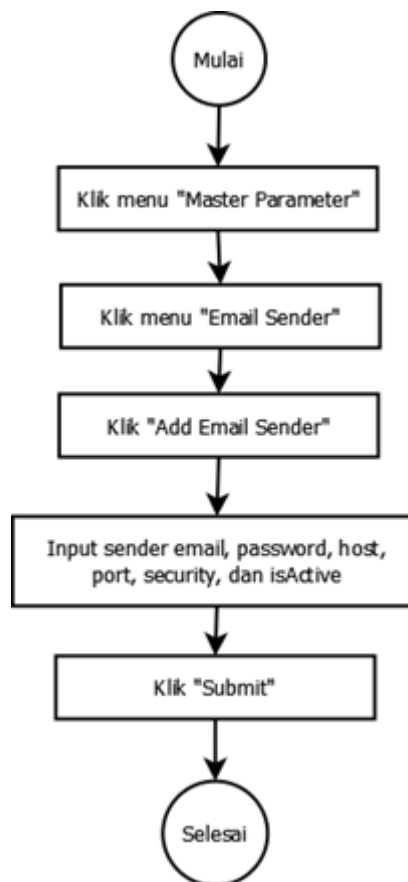 Mulai
Klik menu "Master Parameter"
Klik menu "Email Sender"
Klik "Add Email Sender"
Input sender email, password, host,
port, security, dan isActive
Klik "Submit"
Selesai